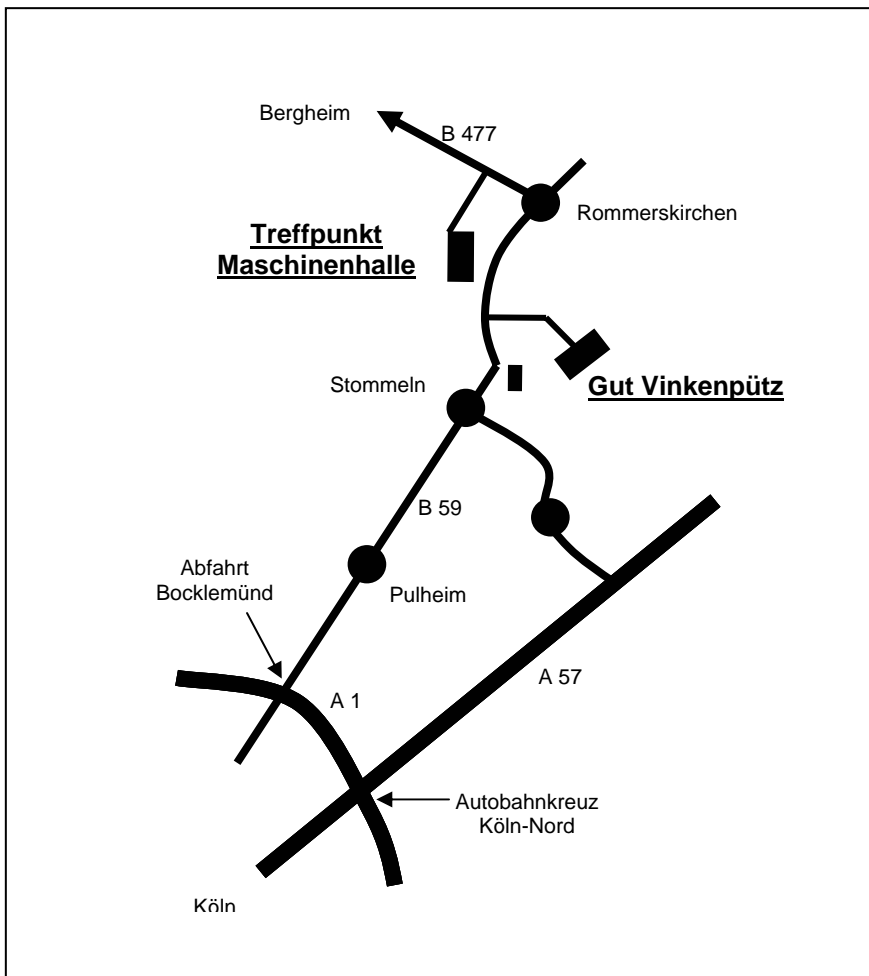 Bergheim
B 477
Rommerskirchen
Treffpunkt
Maschinenhalle
Stommeln
Gut Vinkenpütz
B 59
Abfahrt
Bocklemünd
Pulheim
A 57
A 1
Autobahnkreuz
Köln-Nord
Köln